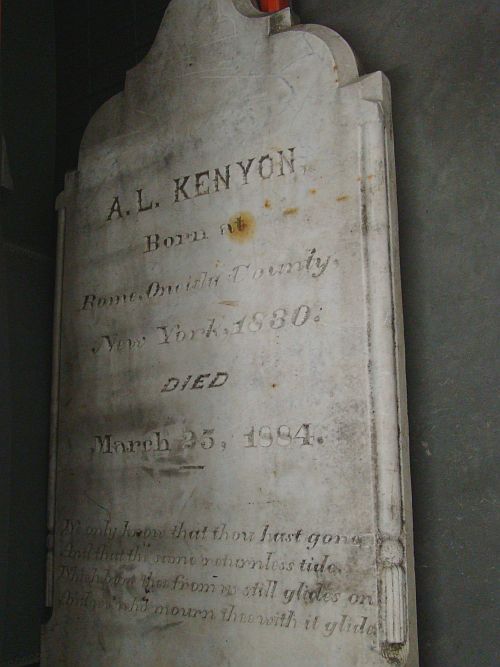 A.L. KENYON,
Born at
Rome, Oneida County,
New York, 1830.
DIED
March 25, 1884.
We only know that thou hast gone,
And that the same returnless tide,
Which bore thee from us still glides on
And we who mourn thee with it glide.